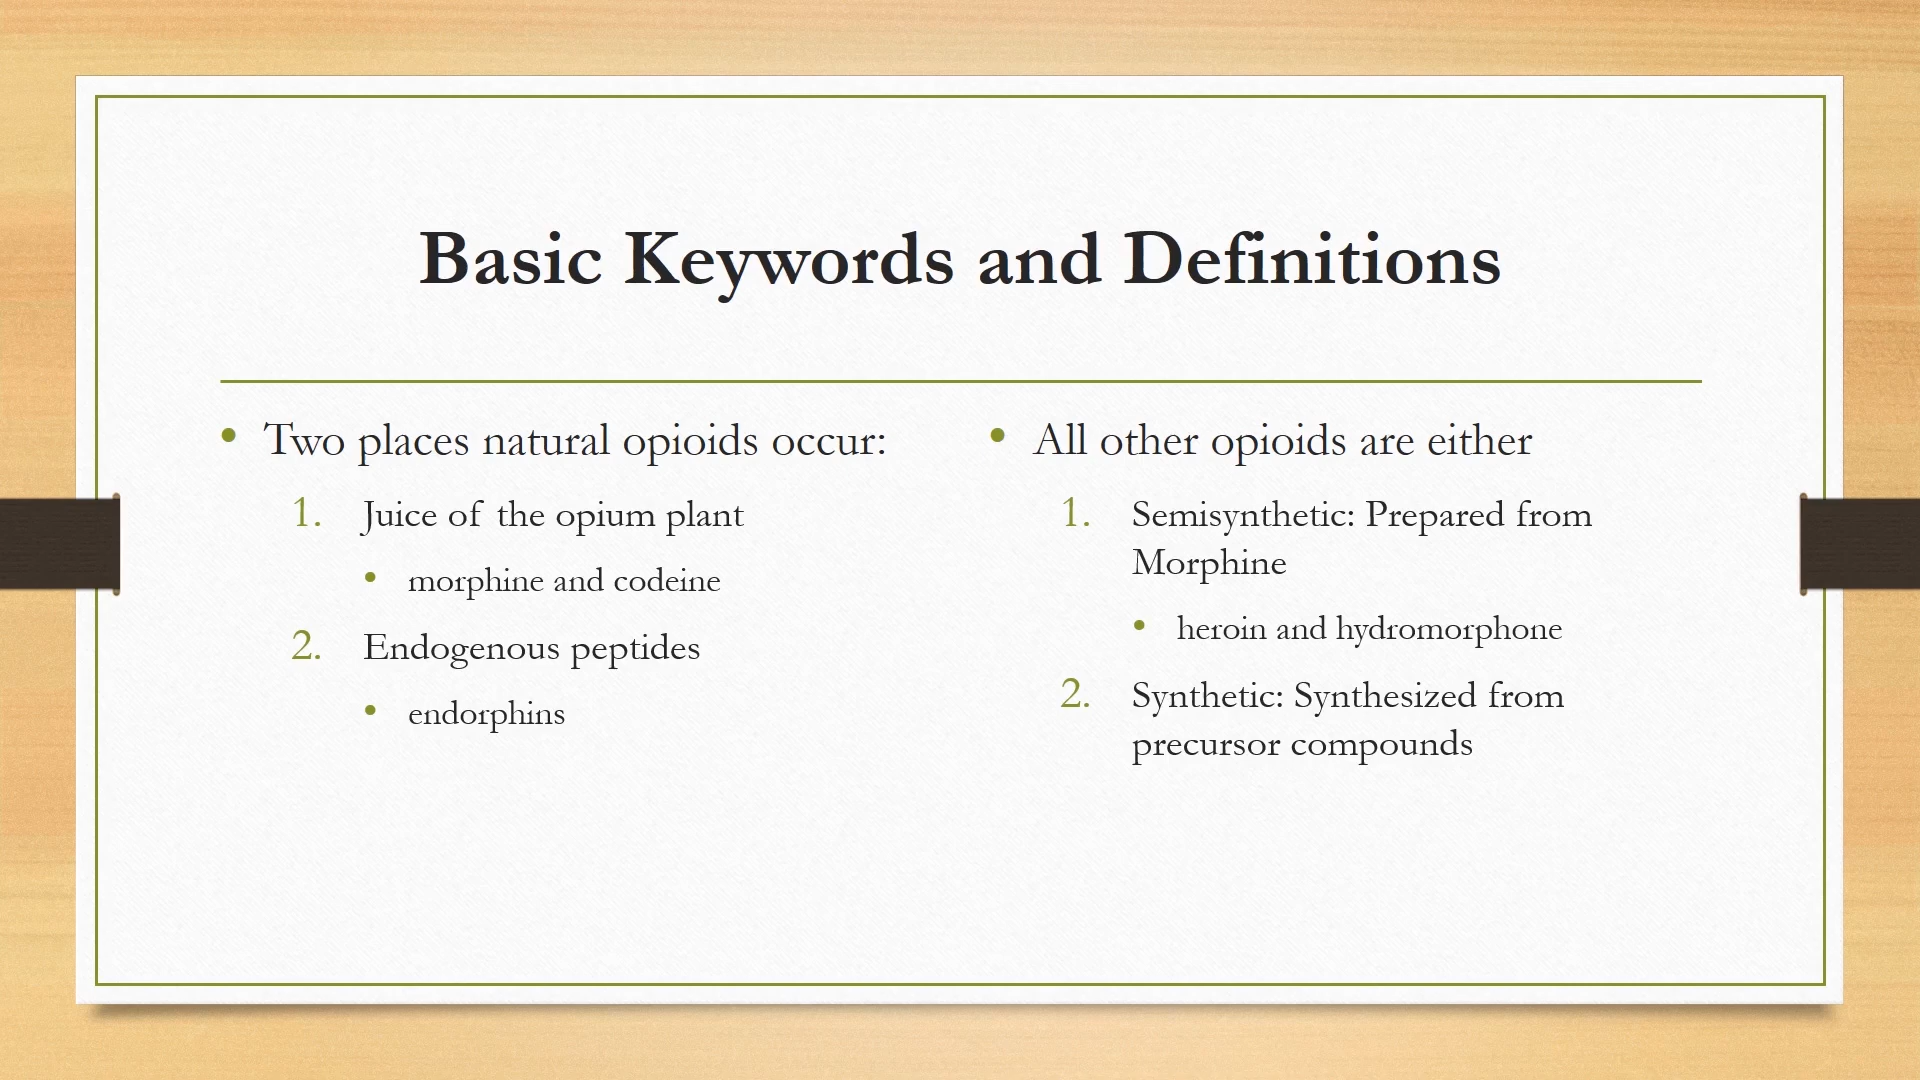 Basic Keywords and Definitions
• Two places natural opioids occur:
1. Juice of the opium plant
• morphine and codeine
2. Endogenous peptides
• endorphins
• All other opioids are either
1. Semisynthetic: Prepared from
Morphine
• heroin and hydromorphone
2. Synthetic: Synthesized from
precursor compounds